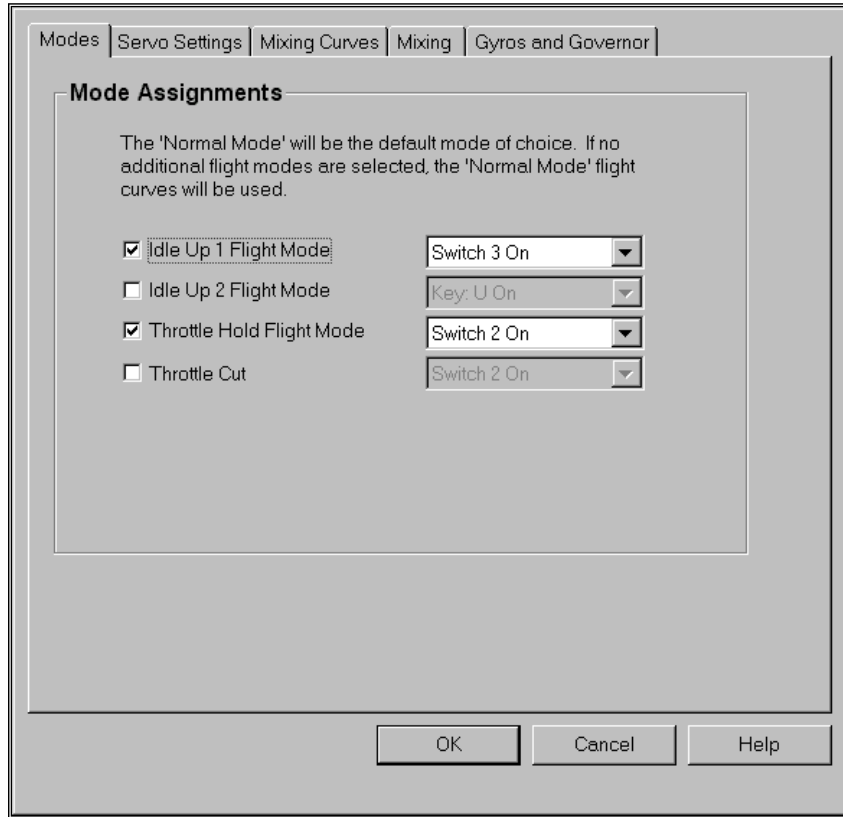 Modes Servo Settings Mixing Curves Mixing Gyros and Governor
Mode Assignments
The 'Normal Mode' will be the default mode of choice. If no
additional flight modes are selected, the 'Normal Mode' flight
curves will be used.
Idle Up 1 Flight Mode Switch 3 On
Idle Up 2 Flight Mode Key: U On
Throttle Hold Flight Mode Switch 2 On
Throttle Cut Switch 2 On
OK Cancel Help